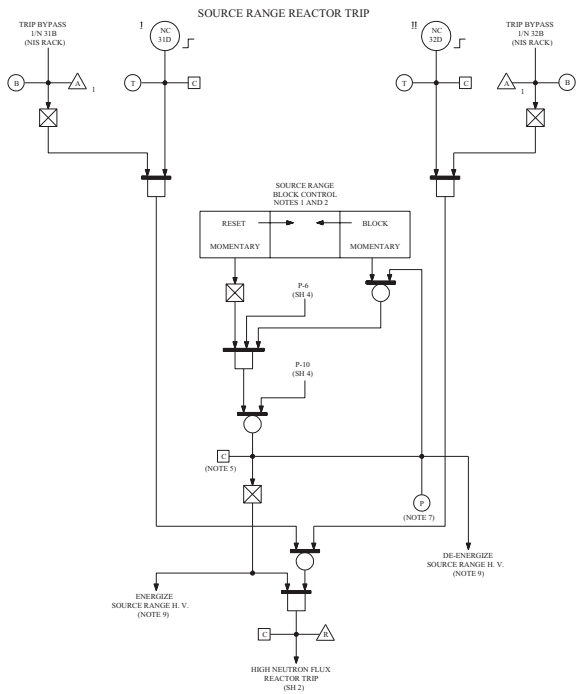 SOURCE RANGE REACTOR TRIP
TRIP BYPASS
1/N 31B
(NIS RACK)
I
NC
31D
II
NC
32D
TRIP BYPASS
1/N 32B
(NIS RACK)
B
A
1
T
C
T
C
A
1
B
SOURCE RANGE
BLOCK CONTROL
NOTES 1 AND 2
RESET
BLOCK
MOMENTARY
MOMENTARY
P-6
(SH 4)
P-10
(SH 4)
C
(NOTE 5)
P
(NOTE 7)
DE-ENERGIZE
SOURCE RANGE H. V.
(NOTE 9)
ENERGIZE
SOURCE RANGE H. V.
(NOTE 9)
C
R
HIGH NEUTRON FLUX
REACTOR TRIP
(SH 2)